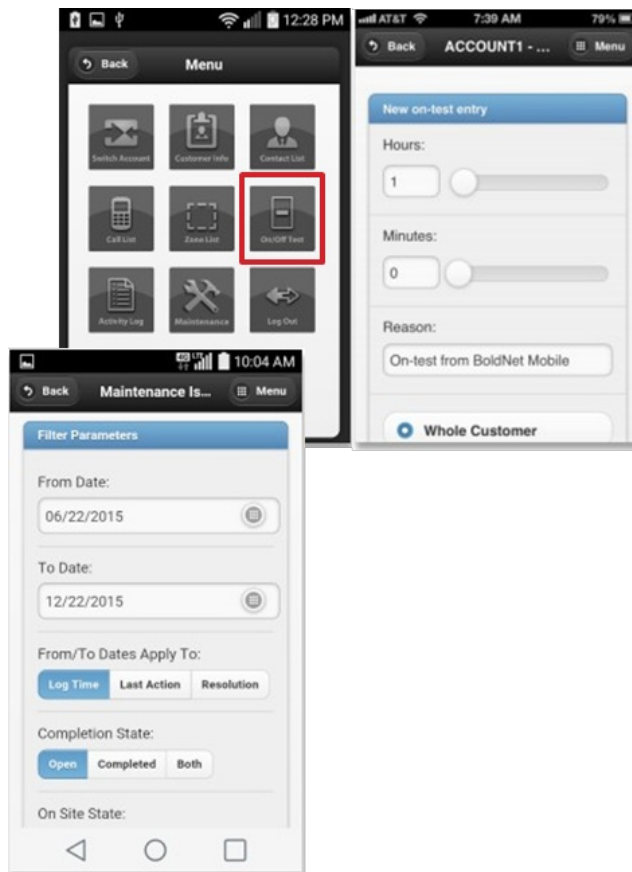 12:28 PM
Back
Menu
Switch Account
Customer Info
Contact List
Call List
Zone List
On/Off Test
Activity Log
Maintenance
Log Out
AT&T
7:39 AM
79%
Back
ACCOUNT1 - ...
Menu
New on-test entry
Hours:
1
Minutes:
0
Reason:
On-test from BoldNet Mobile
Whole Customer
4G LTE
10:04 AM
Back
Maintenance Is...
Menu
Filter Parameters
From Date:
06/22/2015
To Date:
12/22/2015
From/To Dates Apply To:
Log Time
Last Action
Resolution
Completion State:
Open
Completed
Both
On Site State: